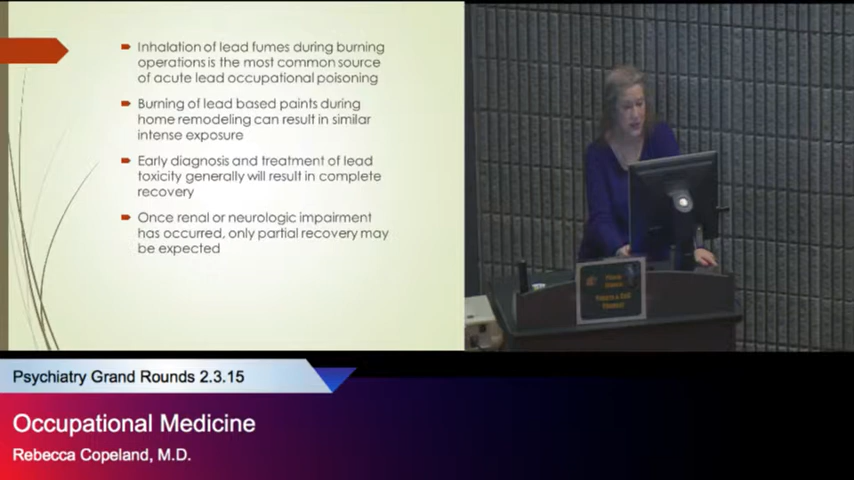 Inhalation of lead fumes during burning
operations is the most common source
of acute lead occupational poisoning
Burning of lead based paints during
home remodeling can result in similar
intense exposure
Early diagnosis and treatment of lead
toxicity generally will result in complete
recovery
Once renal or neurologic impairment
has occurred, only partial recovery may
be expected
Psychiatry Grand Rounds 2.3.15
Occupational Medicine
Rebecca Copeland, M.D.